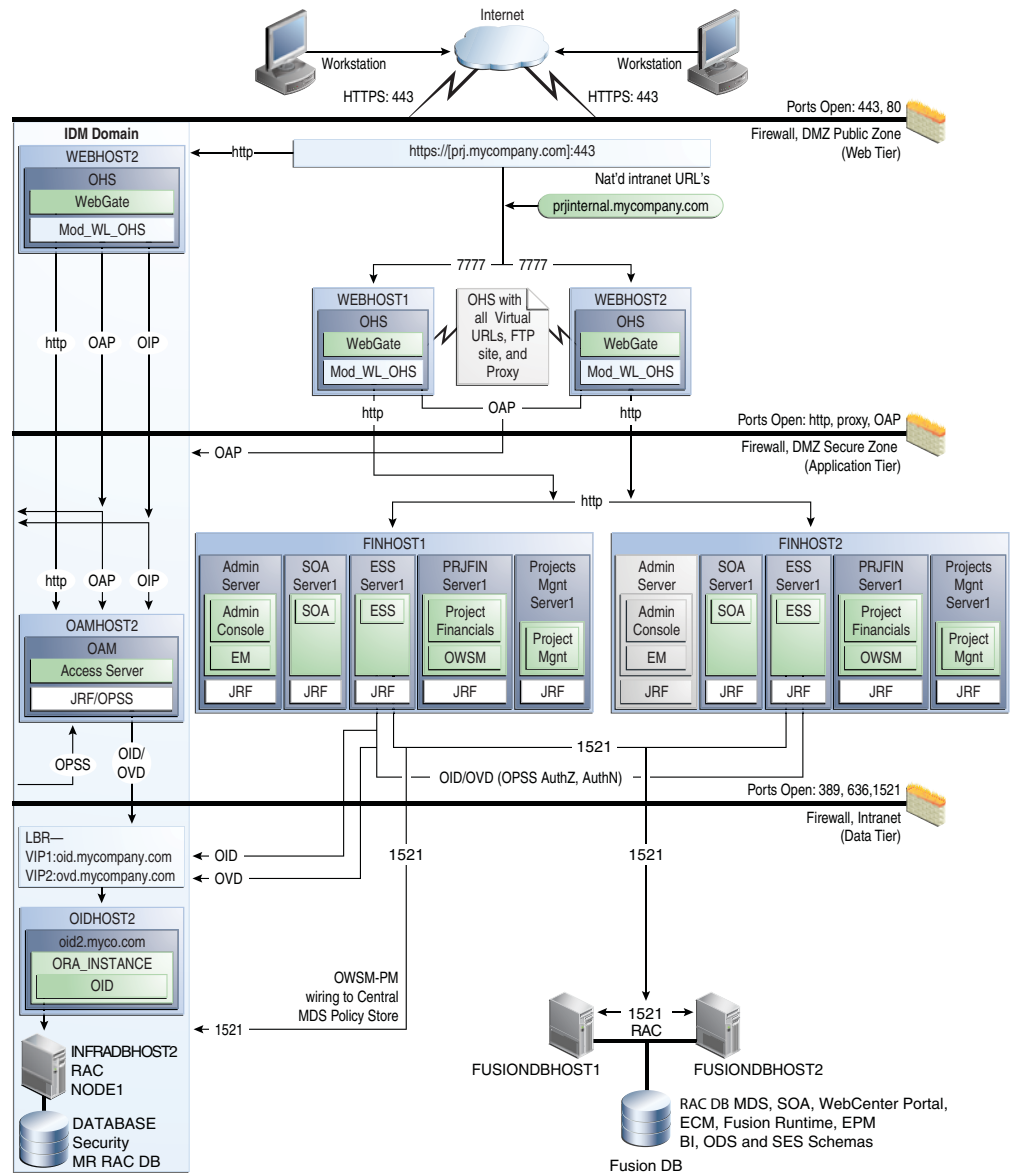 Internet
Workstation
Workstation
HTTPS: 443
HTTPS: 443
Ports Open: 443, 80
Firewall, DMZ Public Zone
(Web Tier)
IDM Domain
WEBHOST2
OHS
WebGate
Mod_WL_OHS
http
https://[prj.mycompany.com]:443
Nat'd intranet URL's
prjinternal.mycompany.com
7777
7777
WEBHOST1
OHS
WebGate
Mod_WL_OHS
OHS with
all Virtual
URLs, FTP
site, and
Proxy
WEBHOST2
OHS
WebGate
Mod_WL_OHS
http
OAP
OIP
http
OAP
http
Ports Open: http, proxy, OAP
Firewall, DMZ Secure Zone
(Application Tier)
OAP
http
http
OAP
OIP
OAMHOST2
OAM
Access Server
JRF/OPSS
FINHOST1
Admin
Server
Admin
Console
EM
JRF
SOA
Server1
SOA
JRF
ESS
Server1
ESS
JRF
PRJFIN
Server1
Project
Financials
OWSM
JRF
Projects
Mgnt
Server1
Project
Mgnt
JRF
FINHOST2
Admin
Server
Admin
Console
EM
JRF
SOA
Server1
SOA
JRF
ESS
Server1
ESS
JRF
PRJFIN
Server1
Project
Financials
OWSM
JRF
Projects
Mgnt
Server1
Project
Mgnt
JRF
OPSS
OID/
OVD
1521
OID/OVD (OPSS AuthZ, AuthN)
Ports Open: 389, 636,1521
Firewall, Intranet
(Data Tier)
LBR—
VIP1:oid.mycompany.com
VIP2:ovd.mycompany.com
OID
OVD
1521
1521
OIDHOST2
oid2.myco.com
ORA_INSTANCE
OID
OWSM-PM
wiring to Central
MDS Policy Store
1521
INFRADBHOST2
RAC
NODE1
DATABASE
Security
MR RAC DB
1521
RAC
FUSIONDBHOST1
FUSIONDBHOST2
RAC DB MDS, SOA, WebCenter Portal,
ECM, Fusion Runtime, EPM
BI, ODS and SES Schemas
Fusion DB